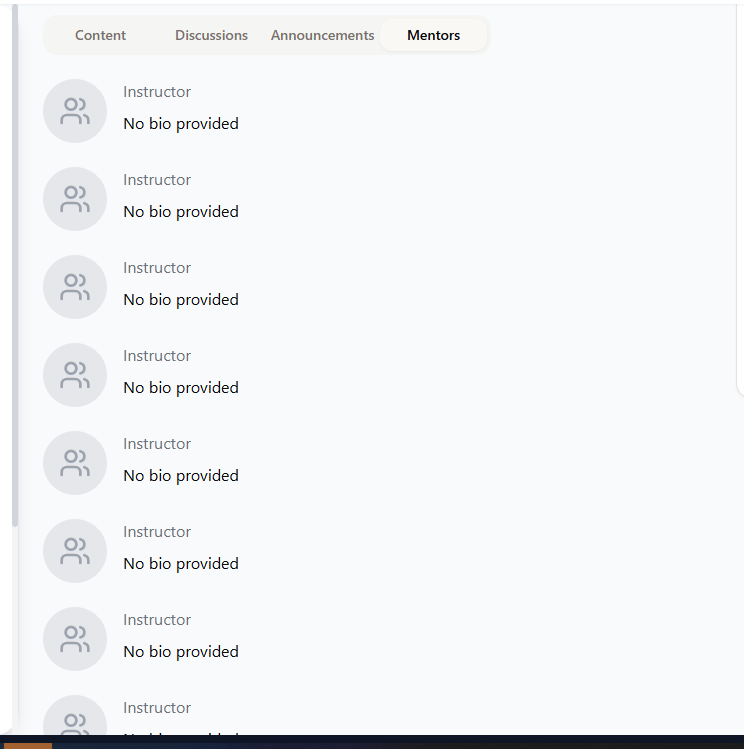 Content Discussions Announcements Mentors
Instructor
No bio provided
Instructor
No bio provided
Instructor
No bio provided
Instructor
No bio provided
Instructor
No bio provided
Instructor
No bio provided
Instructor
No bio provided
Instructor